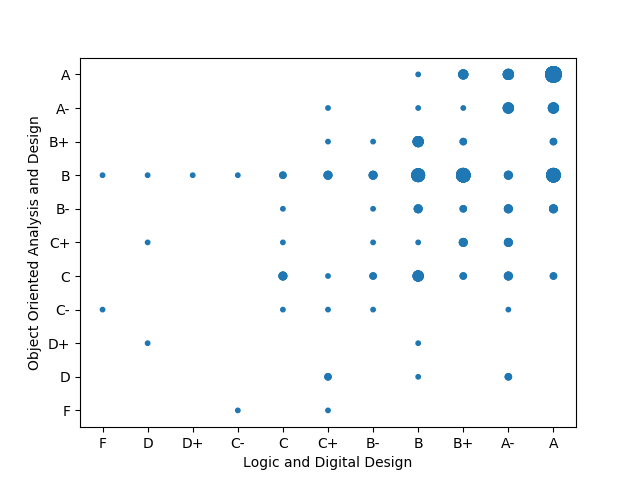 Object Oriented Analysis and Design
A
A-
B+
B
B-
C+
C
C-
D+
D
F
F D D+ C- C C+ B- B B+ A- A
Logic and Digital Design